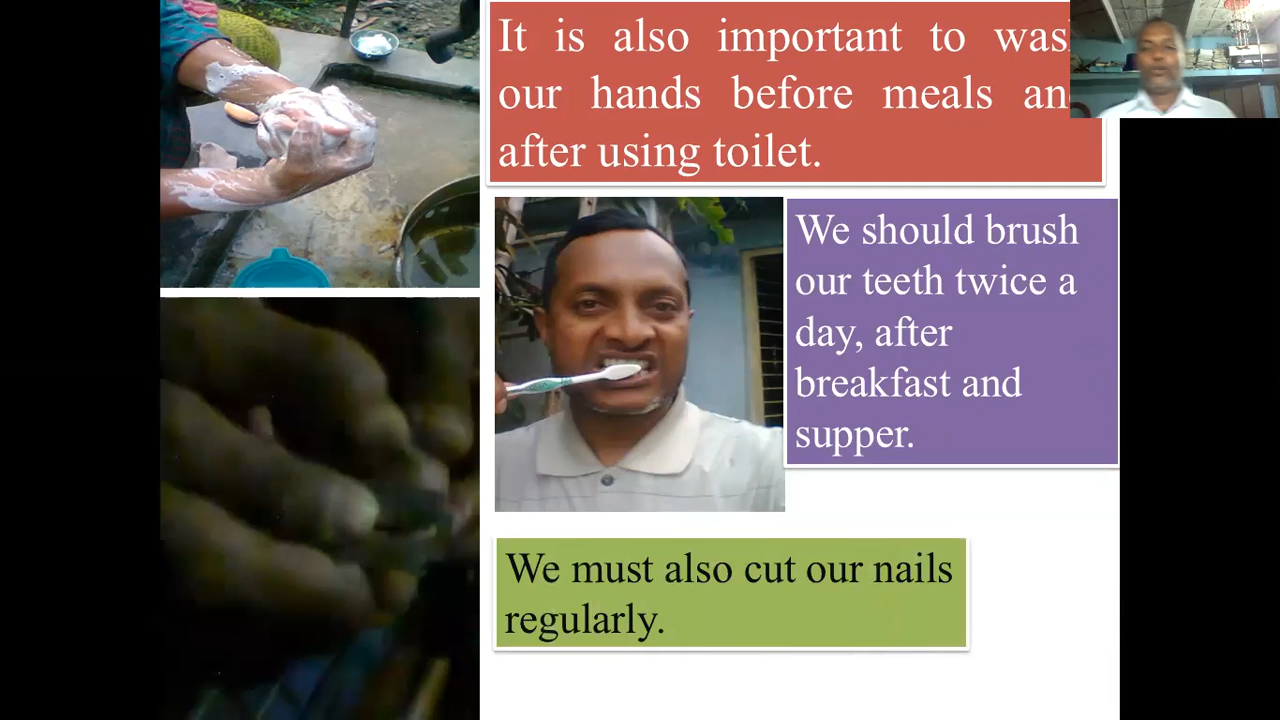 It is also important to was
our hands before meals an
after using toilet.
We should brush
our teeth twice a
day, after
breakfast and
supper.
We must also cut our nails
regularly.